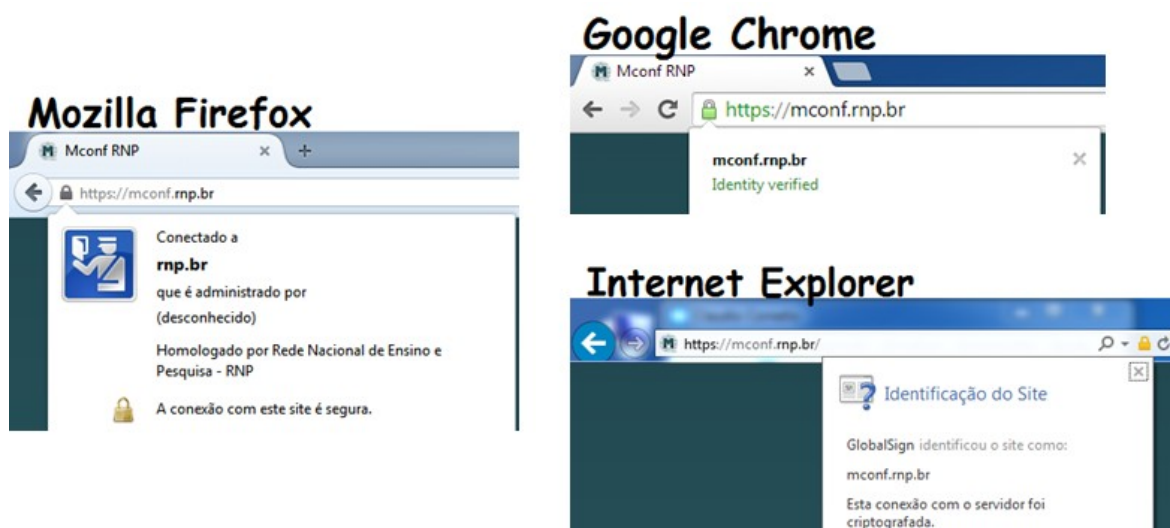 Mozilla Firefox
Mconf RNP
https://mconf.rnp.br
Conectado a
rnp.br
que é administrado por
(desconhecido)
Homologado por Rede Nacional de Ensino e
Pesquisa - RNP
A conexão com este site é segura.
Google Chrome
Mconf RNP
https://mconf.rnp.br
mconf.rnp.br
Identity verified
Internet Explorer
https://mconf.rnp.br/
Identificação do Site
GlobalSign identificou o site como:
mconf.rnp.br
Esta conexão com o servidor foi
criptografada.